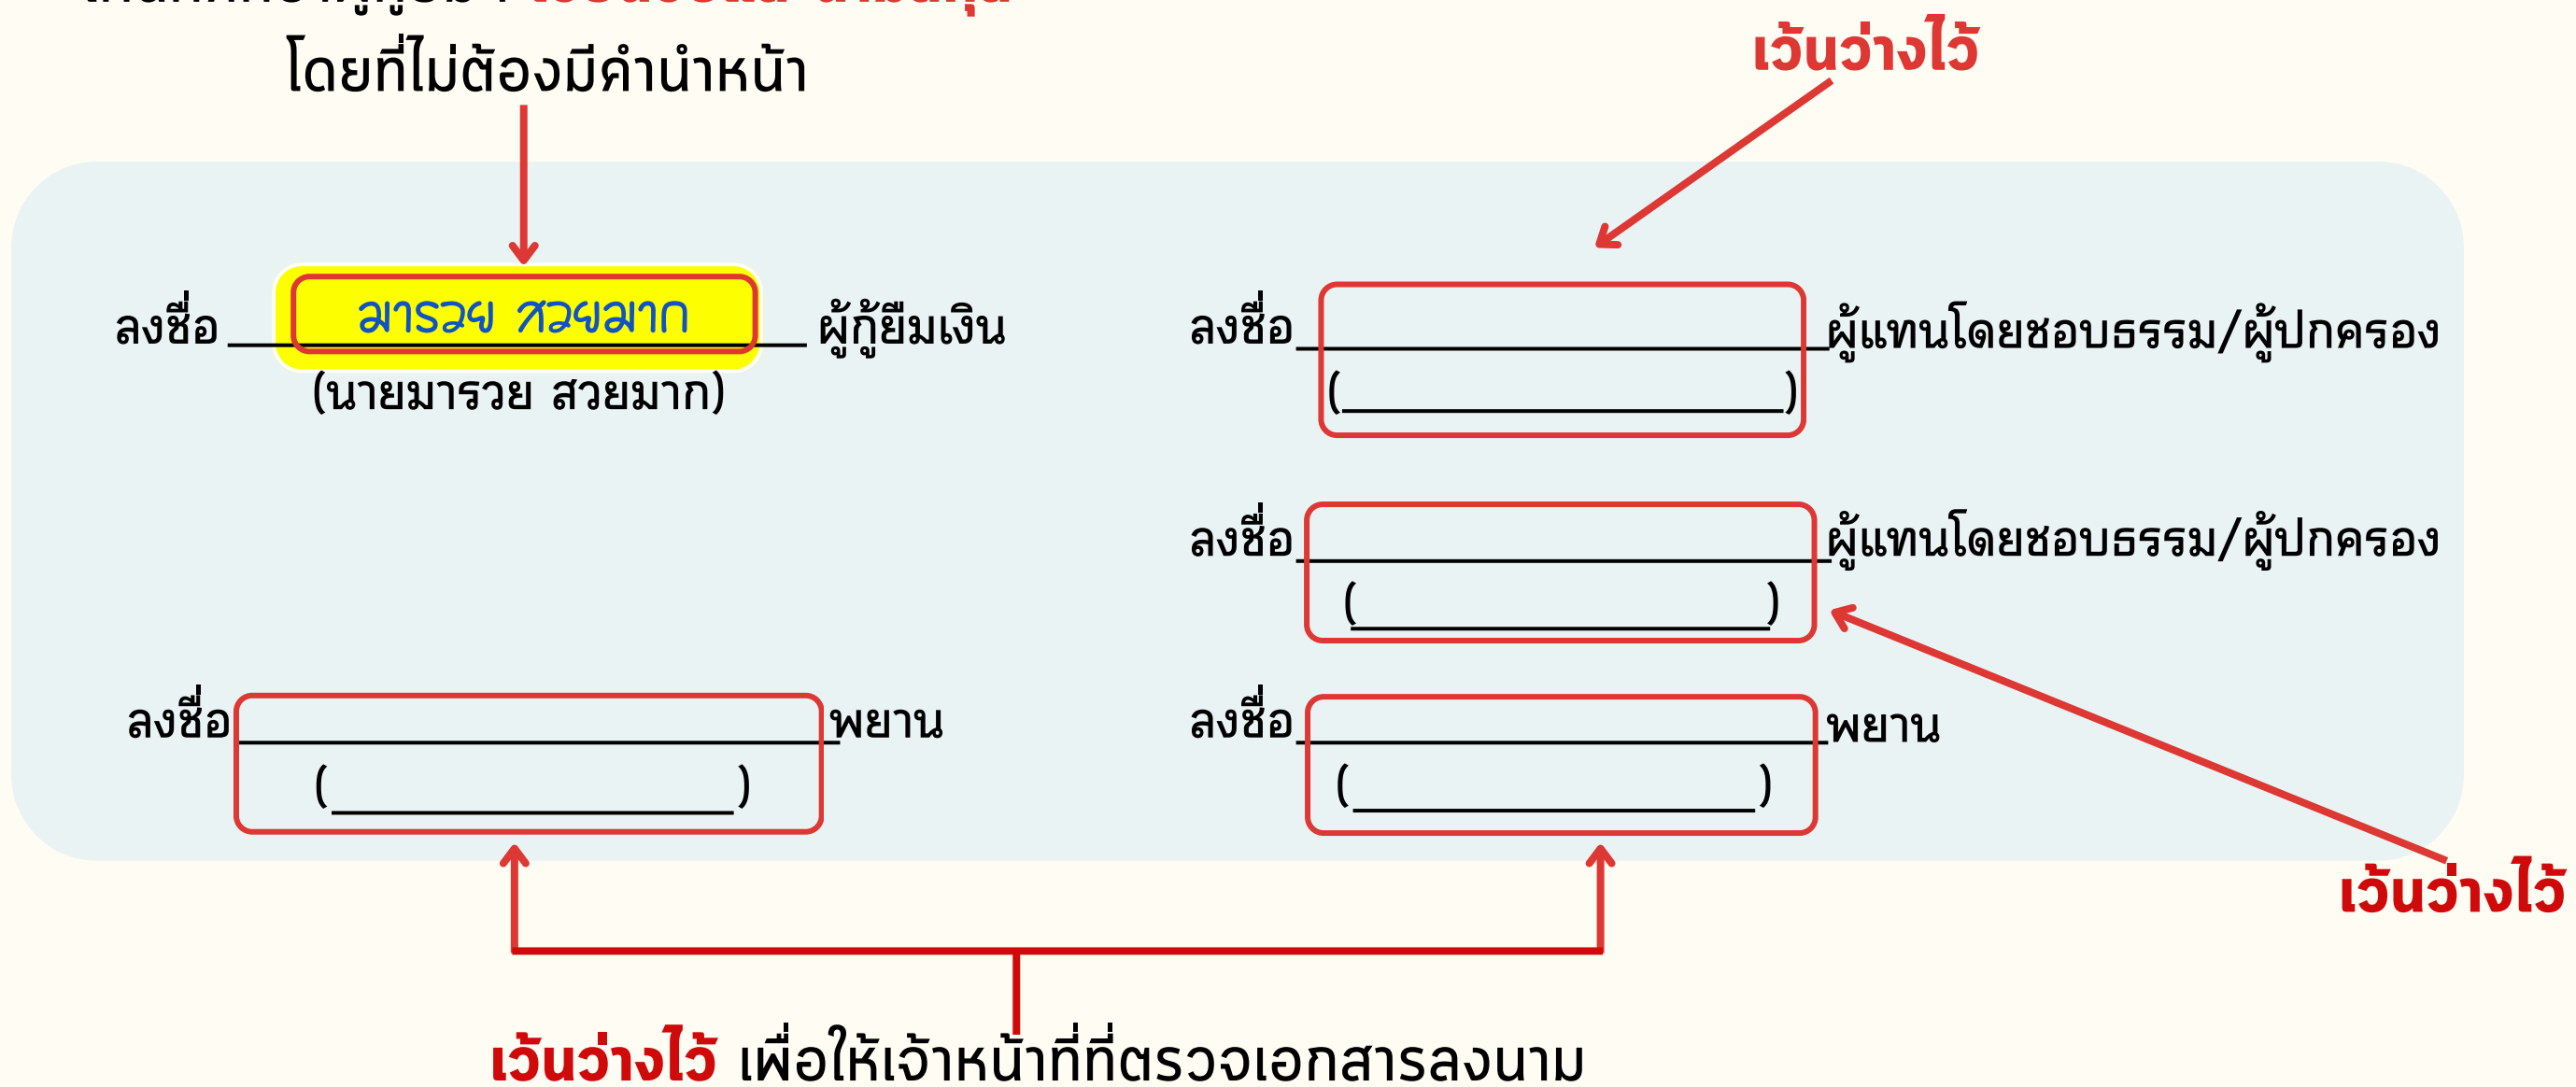 โดยที่ไม่ต้องมีคำนำหน้า
เว้นว่างไว้
ลงชื่อ มารวย สวยมาก ผู้กู้ยืมเงิน
(นายมารวย สวยมาก)
ลงชื่อ ผู้แทนโดยชอบธรรม/ผู้ปกครอง
( )
ลงชื่อ ผู้แทนโดยชอบธรรม/ผู้ปกครอง
( )
ลงชื่อ พยาน
( )
ลงชื่อ พยาน
( )
เว้นว่างไว้
เว้นว่างไว้ เพื่อให้เจ้าหน้าที่ที่ตรวจเอกสารลงนาม